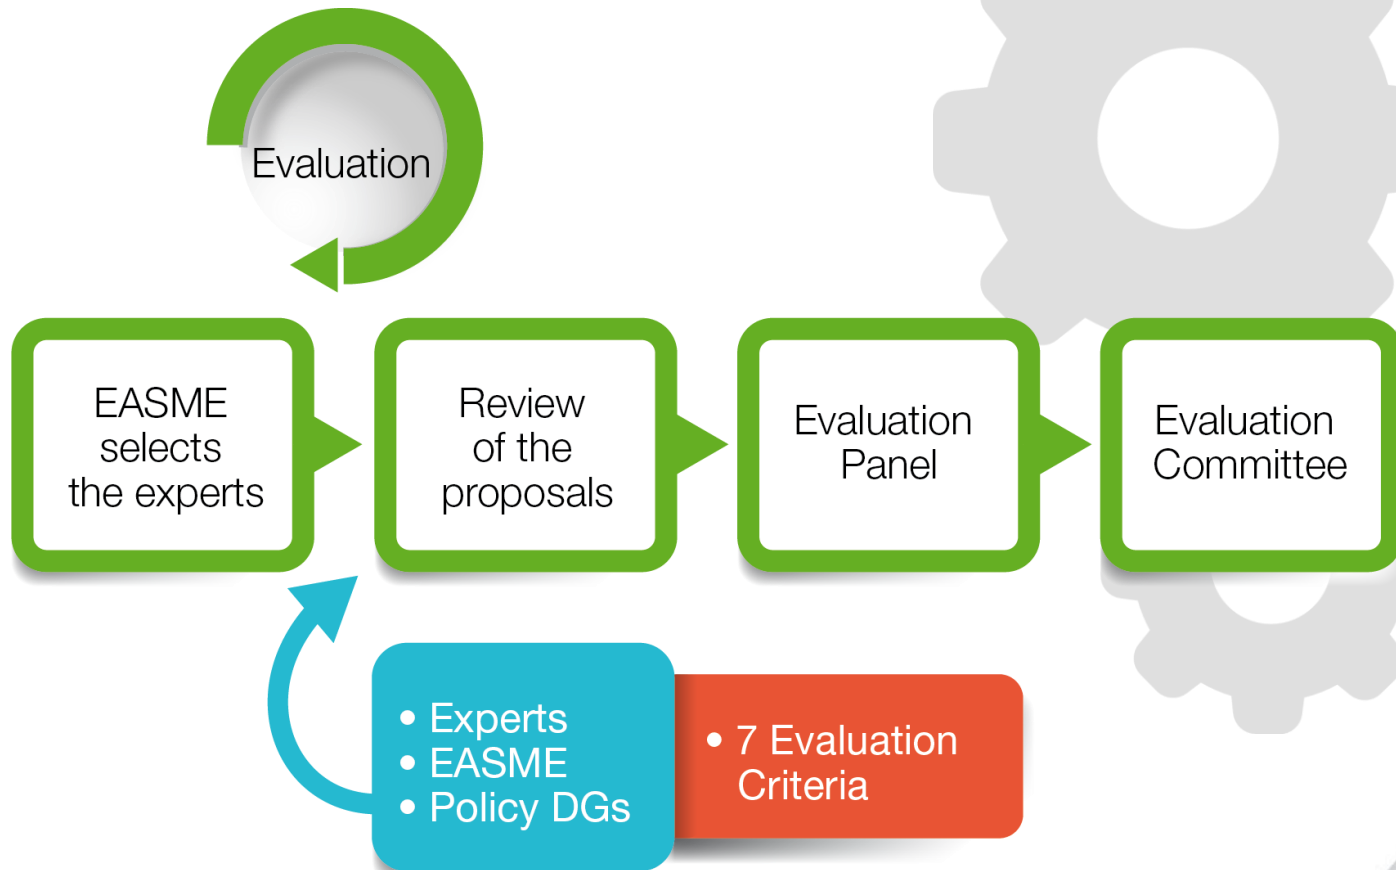 Evaluation
EASME
selects
the experts
Review
of the
proposals
Evaluation
Panel
Evaluation
Committee
• Experts
• EASME
• Policy DGs
• 7 Evaluation
Criteria